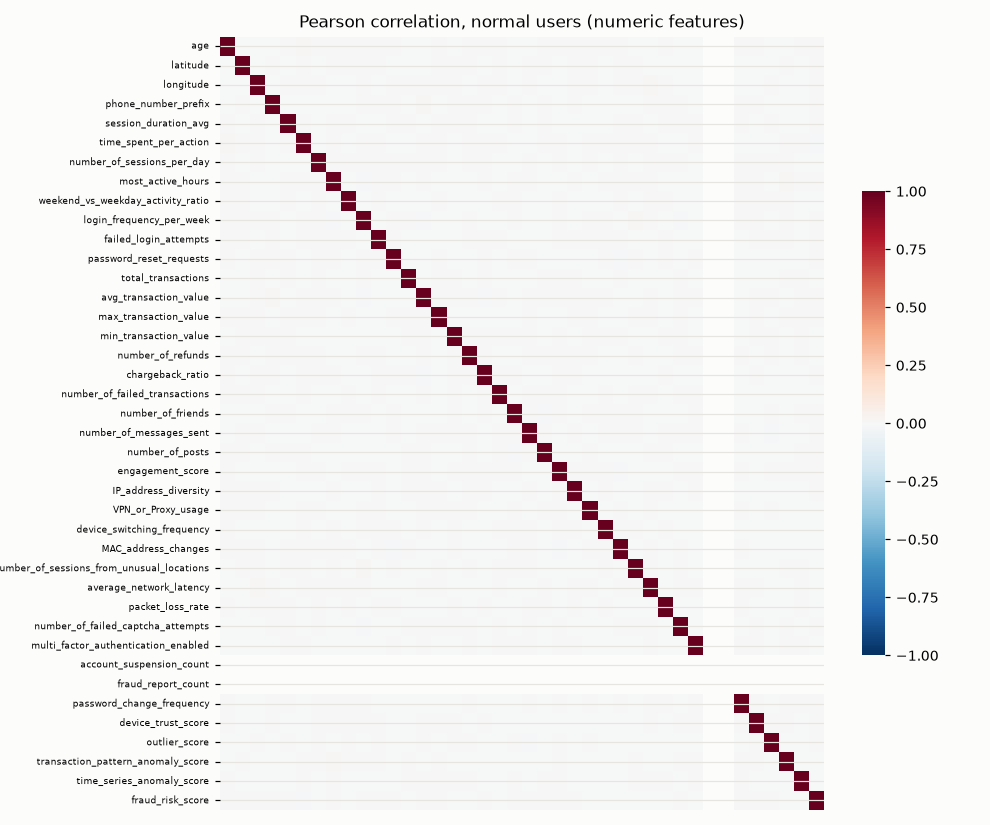 Pearson correlation, normal users (numeric features)
age
latitude
longitude
phone_number_prefix
session_duration_avg
time_spent_per_action
number_of_sessions_per_day
most_active_hours
weekend_vs_weekday_activity_ratio
login_frequency_per_week
failed_login_attempts
password_reset_requests
total_transactions
avg_transaction_value
max_transaction_value
min_transaction_value
number_of_refunds
chargeback_ratio
number_of_failed_transactions
number_of_friends
number_of_messages_sent
number_of_posts
engagement_score
IP_address_diversity
VPN_or_Proxy_usage
device_switching_frequency
MAC_address_changes
umber_of_sessions_from_unusual_locations
average_network_latency
packet_loss_rate
number_of_failed_captcha_attempts
multi_factor_authentication_enabled
account_suspension_count
fraud_report_count
password_change_frequency
device_trust_score
outlier_score
transaction_pattern_anomaly_score
time_series_anomaly_score
fraud_risk_score
1.00
0.75
0.50
0.25
0.00
−0.25
−0.50
−0.75
−1.00